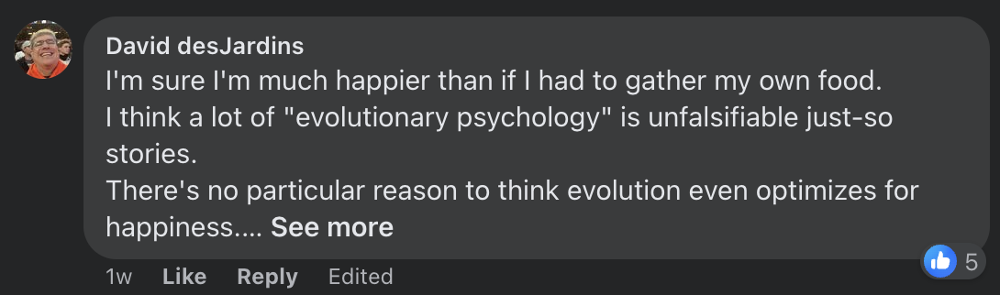 David desJardins
I'm sure I'm much happier than if I had to gather my own food.
I think a lot of "evolutionary psychology" is unfalsifiable just-so
stories.
There's no particular reason to think evolution even optimizes for
happiness.... See more
1w Like Reply Edited
5